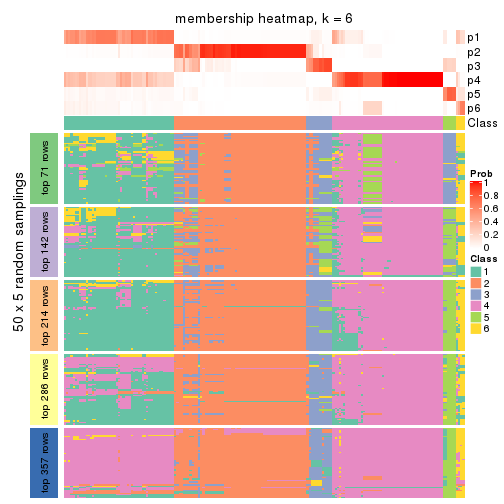 membership heatmap, k = 6
p1
p2
p3
p4
p5
p6
Class
50 x 5 random samplings
top 71 rows
top 142 rows
top 214 rows
top 286 rows
top 357 rows
Prob
1
0.8
0.6
0.4
0.2
0
Class
1
2
3
4
5
6